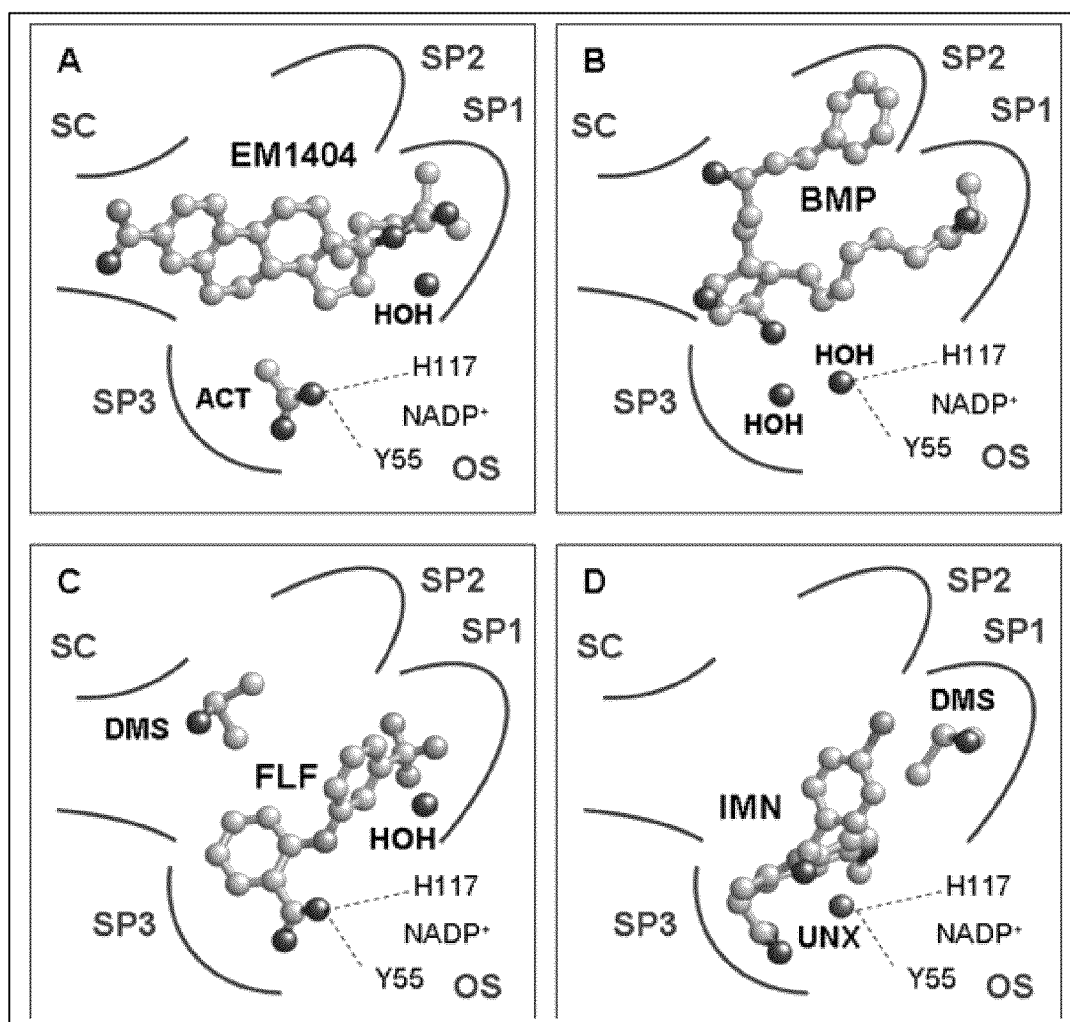 A
SP2
SP1
SC
EM1404
HOH
H117
SP3
ACT
NADP+
Y55
OS
B
SP2
SP1
SC
BMP
HOH
H117
SP3
HOH
NADP+
Y55
OS
C
SP2
SP1
SC
DMS
FLF
HOH
H117
SP3
NADP+
Y55
OS
D
SP2
SP1
SC
DMS
IMN
H117
SP3
UNX
NADP+
Y55
OS